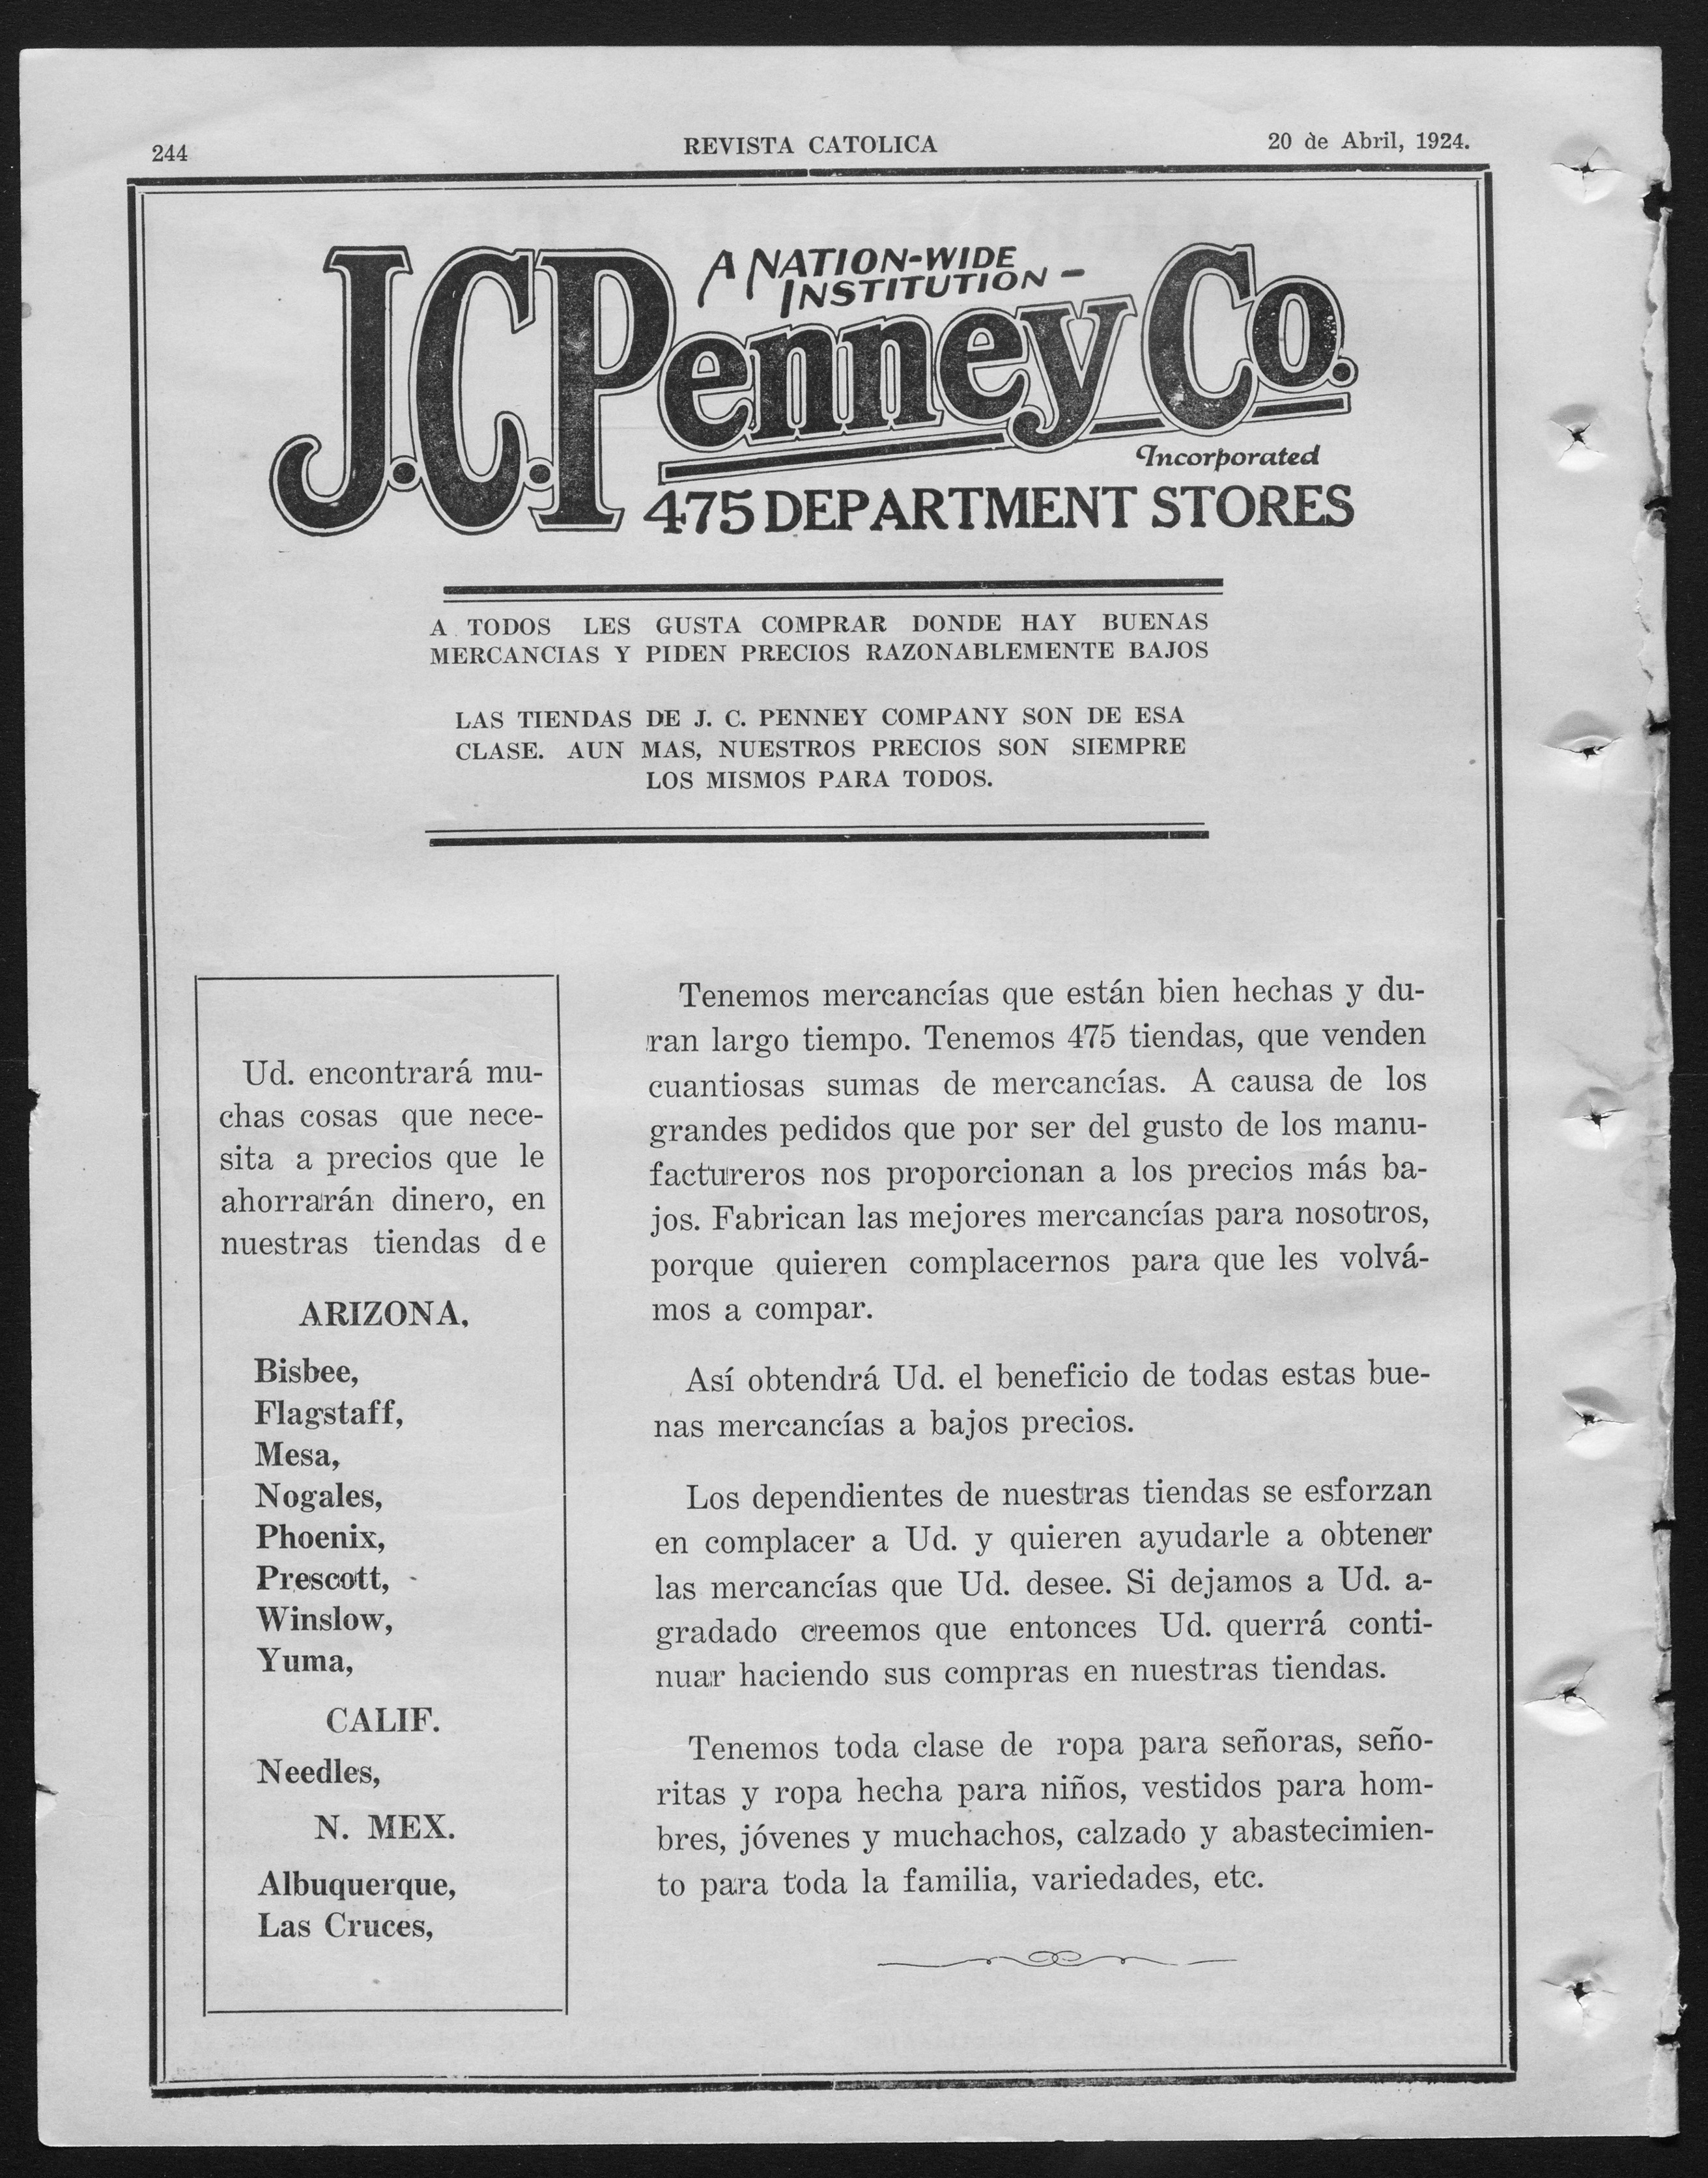 244
REVISTA CATOLICA
20 de Abril, 1924.
A NATION-WIDE
INSTITUTION-
J.C. Penney Co.
Incorporated
475 DEPARTMENT STORES
A TODOS LES GUSTA COMPRAR DONDE HAY BUENAS
MERCANCIAS Y PIDEN PRECIOS RAZONABLEMENTE BAJOS
LAS TIENDAS DE J. C. PENNEY COMPANY SON DE ESA
CLASE. AUN MAS, NUESTROS PRECIOS SON SIEMPRE
LOS MISMOS PARA TODOS.
Ud. encontrará mu-
chas cosas que nece-
sita a precios que le
ahorrarán dinero, en
nuestras tiendas de
ARIZONA,
Bisbee,
Flagstaff,
Mesa,
Nogales,
Phoenix,
Prescott,
Winslow,
Yuma,
CALIF.
Needles,
N. MEX.
Albuquerque,
Las Cruces,
Tenemos mercancías que están bien hechas y du-
ran largo tiempo. Tenemos 475 tiendas, que venden
cuantiosas sumas de mercancías. A causa de los
grandes pedidos que por ser del gusto de los manu-
factureros nos proporcionan a los precios más ba-
jos. Fabrican las mejores mercancías para nosotros,
porque quieren complacernos para que les volvá-
mos a compar.
Así obtendrá Ud. el beneficio de todas estas bue-
nas mercancías a bajos precios.
Los dependientes de nuestras tiendas se esforzan
en complacer a Ud. y quieren ayudarle a obtener
las mercancías que Ud. desee. Si dejamos a Ud. a-
gradado creemos que entonces Ud. querrá conti-
nuar haciendo sus compras en nuestras tiendas.
Tenemos toda clase de ropa para señoras, seño-
ritas y ropa hecha para niños, vestidos para hom-
bres, jóvenes y muchachos, calzado y abastecimien-
to para toda la familia, variedades, etc.